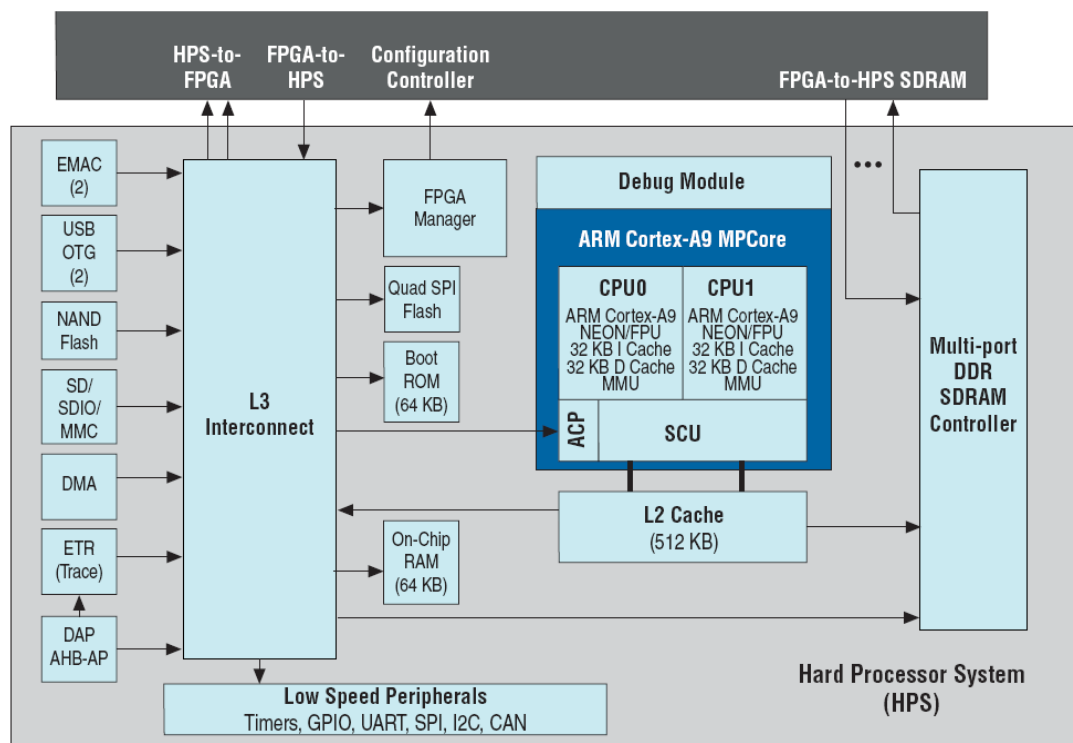 HPS-to-
FPGA
FPGA-to-
HPS
Configuration
Controller
FPGA-to-HPS SDRAM
EMAC
(2)
USB
OTG
(2)
NAND
Flash
SD/
SDIO/
MMC
DMA
ETR
(Trace)
DAP
AHB-AP
L3
Interconnect
FPGA
Manager
Quad SPI
Flash
Boot
ROM
(64 KB)
On-Chip
RAM
(64 KB)
Debug Module
ARM Cortex-A9 MPCore
CPU0
ARM Cortex-A9
NEON/FPU
32 KB I Cache
32 KB D Cache
MMU
CPU1
ARM Cortex-A9
NEON/FPU
32 KB I Cache
32 KB D Cache
MMU
ACP
SCU
L2 Cache
(512 KB)
•••
Multi-port
DDR
SDRAM
Controller
Low Speed Peripherals
Timers, GPIO, UART, SPI, I2C, CAN
Hard Processor System
(HPS)